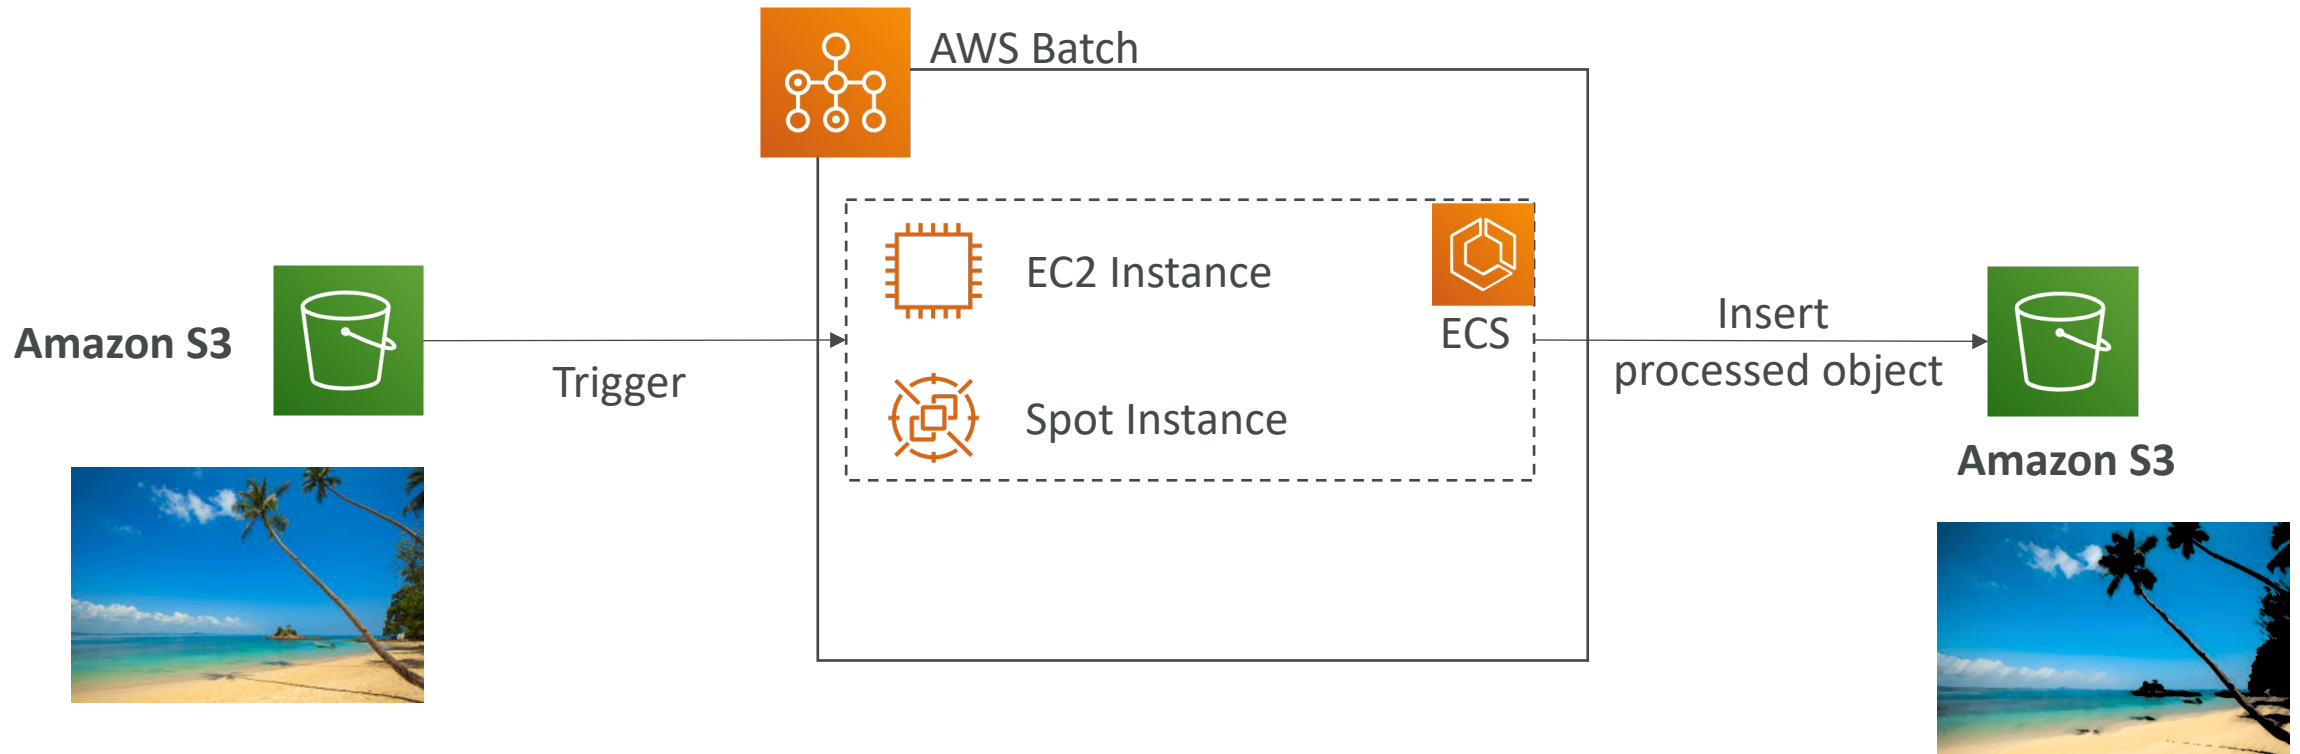 AWS Batch
EC2 Instance
ECS
Spot Instance
Amazon S3
Trigger
Insert
processed object
Amazon S3